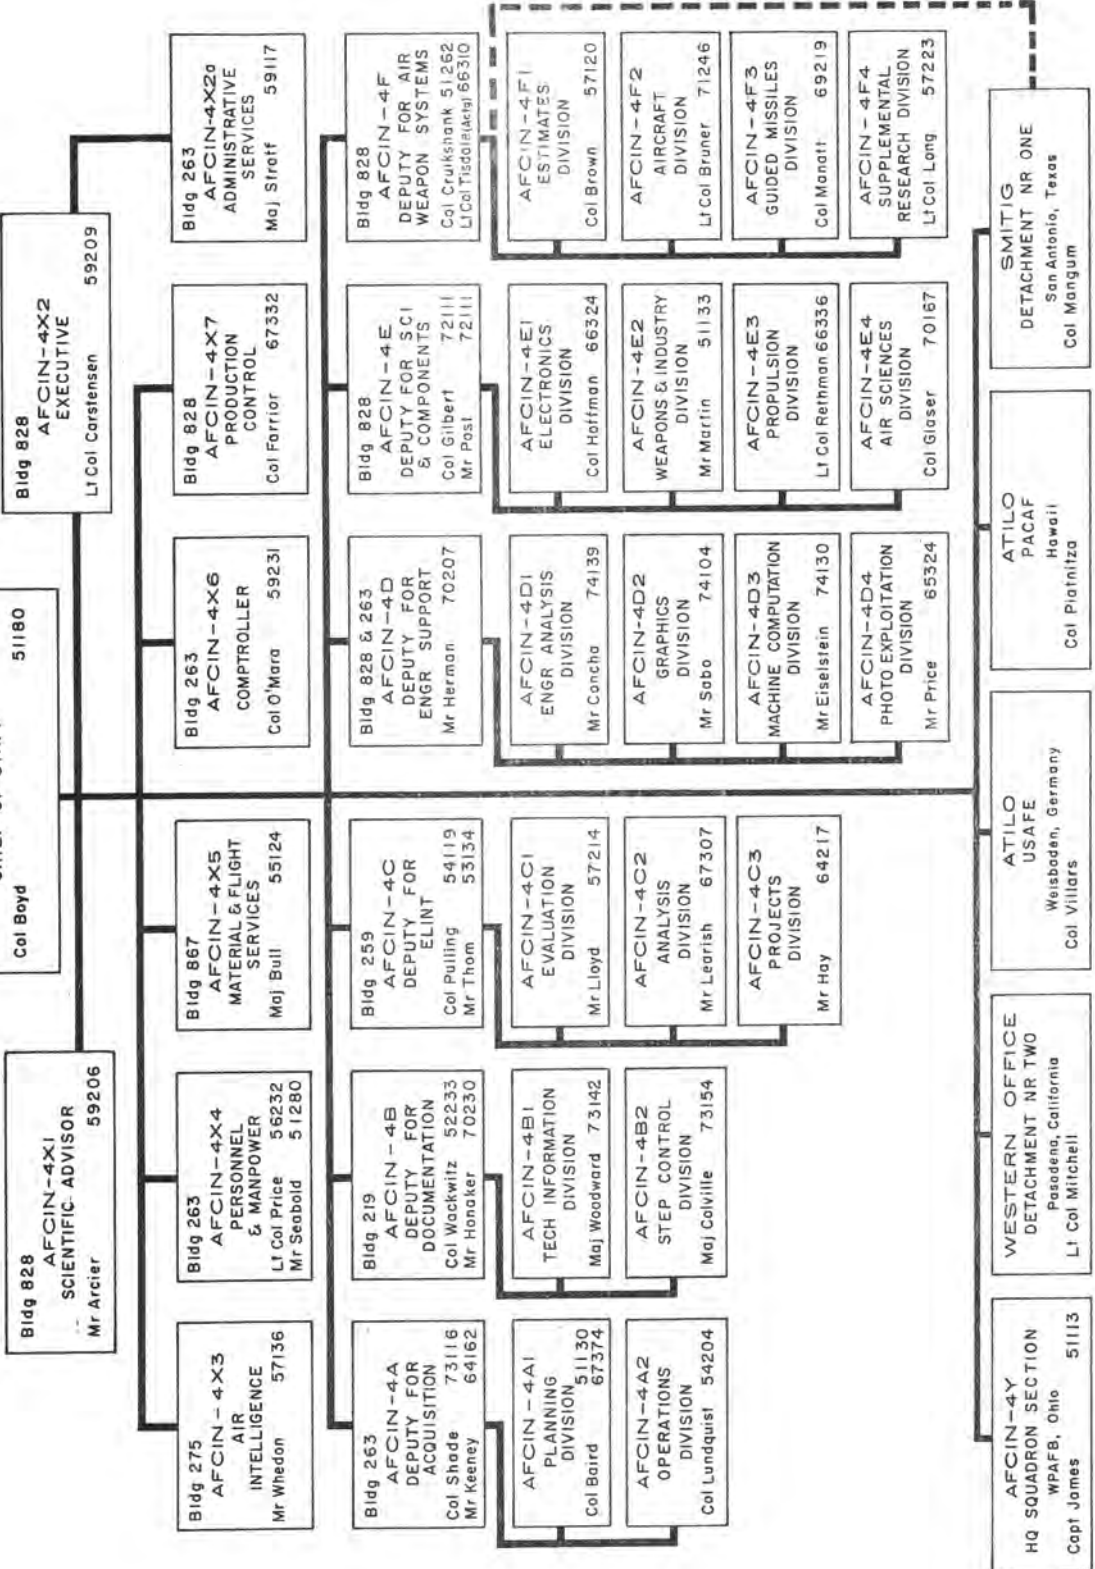 Col Boyd 51180
Bldg 828
AFCIN-4X1
SCIENTIFIC ADVISOR
Mr Arcier 59206
Bldg 828
AFCIN-4X2
EXECUTIVE
Lt Col Carstensen 59209
Bldg 275
AFCIN-4X3
AIR
INTELLIGENCE
Mr Whedon 57136
Bldg 263
AFCIN-4X4
PERSONNEL
& MANPOWER
Lt Col Price 56232
Mr Seabold 51280
Bldg 867
AFCIN-4X5
MATERIAL & FLIGHT
SERVICES
Maj Bull 55124
Bldg 263
AFCIN-4X6
COMPTROLLER
Col O'Mara 59231
Bldg 828
AFCIN-4X7
PRODUCTION
CONTROL
Col Farrior 67332
Bldg 263
AFCIN-4X2a
ADMINISTRATIVE
SERVICES
Maj Stratt 59117
Bldg 263
AFCIN-4A
DEPUTY FOR
ACQUISITION
Col Shade 73116
Mr Keeney 64162
Bldg 219
AFCIN-4B
DEPUTY FOR
DOCUMENTATION
Col Wackwitz 52233
Mr Honaker 70230
Bldg 259
AFCIN-4C
DEPUTY FOR
ELINT
Col Pulling 54119
Mr Thom 53134
Bldg 828 & 263
AFCIN-4D
DEPUTY FOR
ENGR SUPPORT
Mr Herman 70207
Bldg 828
AFCIN-4E
DEPUTY FOR SCI
& COMPONENTS
Col Gilbert 72111
Mr Post 72111
Bldg 828
AFCIN-4F
DEPUTY FOR AIR
WEAPON SYSTEMS
Col Cruikshank 51262
Lt Col Tisdale (Actg) 66310
AFCIN-4A1
PLANNING
DIVISION 51130
Col Baird 67374
AFCIN-4B1
TECH INFORMATION
DIVISION
Maj Woodward 73142
AFCIN-4C1
EVALUATION
DIVISION
Mr Lloyd 57214
AFCIN-4D1
ENGR ANALYSIS
DIVISION
Mr Concha 74139
AFCIN-4E1
ELECTRONICS
DIVISION
Col Hoffman 66324
AFCIN-4F1
ESTIMATES
DIVISION
Col Brown 57120
AFCIN-4A2
OPERATIONS
DIVISION
Col Lundquist 54204
AFCIN-4B2
STEP CONTROL
DIVISION
Maj Colville 73154
AFCIN-4C2
ANALYSIS
DIVISION
Mr Learish 67307
AFCIN-4D2
GRAPHICS
DIVISION
Mr Sabo 74104
AFCIN-4E2
WEAPONS & INDUSTRY
DIVISION
Mr Martin 51133
AFCIN-4F2
AIRCRAFT
DIVISION
Lt Col Bruner 71246
AFCIN-4C3
PROJECTS
DIVISION
Mr Hay 64217
AFCIN-4D3
MACHINE COMPUTATION
DIVISION
Mr Eiselstein 74130
AFCIN-4E3
PROPULSION
DIVISION
Lt Col Rethman 66336
AFCIN-4F3
GUIDED MISSILES
DIVISION
Col Manatt 69219
AFCIN-4D4
PHOTO EXPLOITATION
DIVISION
Mr Price 65324
AFCIN-4E4
AIR SCIENCES
DIVISION
Col Glaser 70167
AFCIN-4F4
SUPPLEMENTAL
RESEARCH DIVISION
Lt Col Long 57223
AFCIN-4Y
HQ SQUADRON SECTION
WPAFB, Ohio
Capt James 51113
WESTERN OFFICE
DETACHMENT NR TWO
Pasadena, California
Lt Col Mitchell
ATILO
USAFE
Weisbaden, Germany
Col Villars
ATILO
PACAF
Hawaii
Col Piatnitza
SMITIG
DETACHMENT NR ONE
San Antonio, Texas
Col Mangum